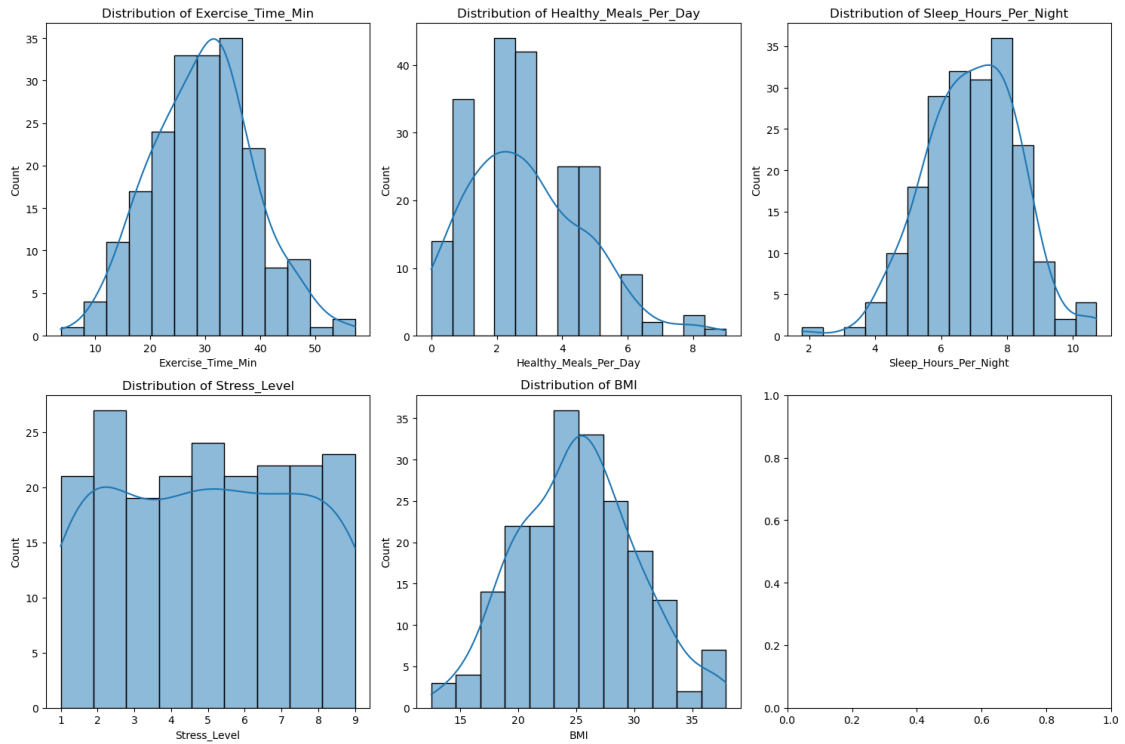 Distribution of Exercise_Time_Min
35
30
25
20
15
10
5
0
Count
10 20 30 40 50
Exercise_Time_Min
Distribution of Healthy_Meals_Per_Day
40
30
20
10
0
Count
0 2 4 6 8
Healthy_Meals_Per_Day
Distribution of Sleep_Hours_Per_Night
35
30
25
20
15
10
5
0
Count
2 4 6 8 10
Sleep_Hours_Per_Night
Distribution of Stress_Level
25
20
15
10
5
0
Count
1 2 3 4 5 6 7 8 9
Stress_Level
Distribution of BMI
35
30
25
20
15
10
5
0
Count
15 20 25 30 35
BMI
1.0
0.8
0.6
0.4
0.2
0.0
0.0 0.2 0.4 0.6 0.8 1.0